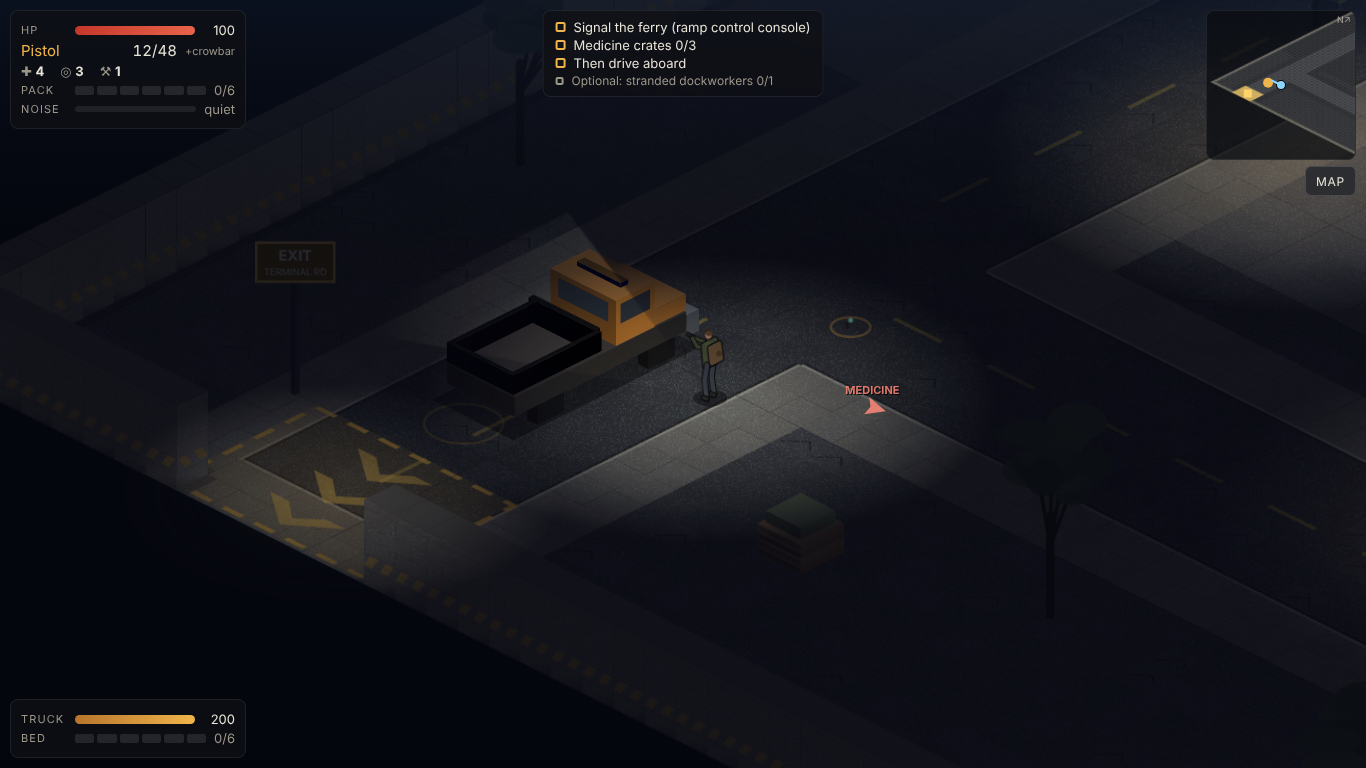 HP 100
Pistol 12/48 +crowbar
4 3 1
PACK 0/6
NOISE quiet
Signal the ferry (ramp control console)
Medicine crates 0/3
Then drive aboard
Optional: stranded dockworkers 0/1
N
MAP
EXIT
TERMINAL RD
MEDICINE
TRUCK 200
BED 0/6